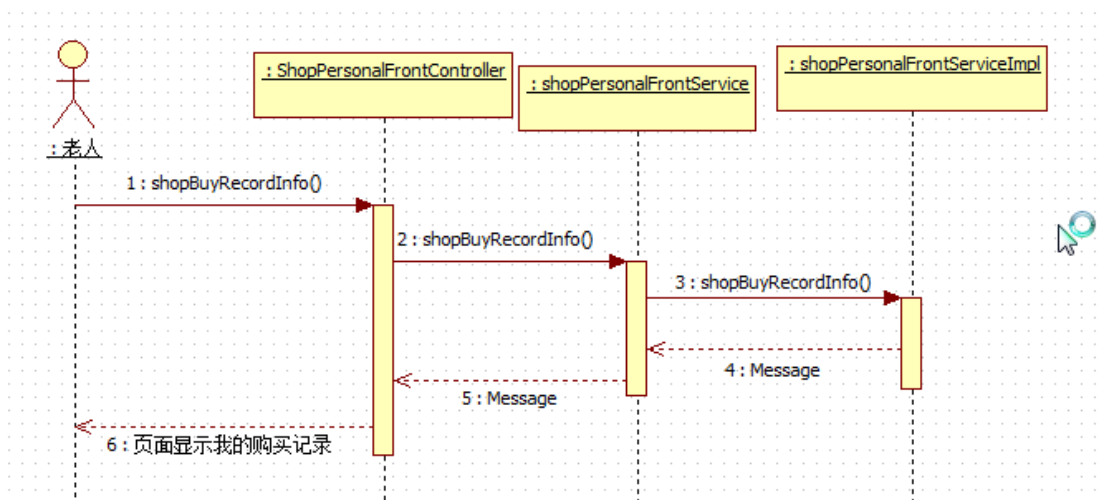 : ShopPersonalFrontController
: shopPersonalFrontService
: shopPersonalFrontServiceImpl
: 老人
1 : shopBuyRecordInfo()
2 : shopBuyRecordInfo()
3 : shopBuyRecordInfo()
4 : Message
5 : Message
6 : 页面显示我的购买记录